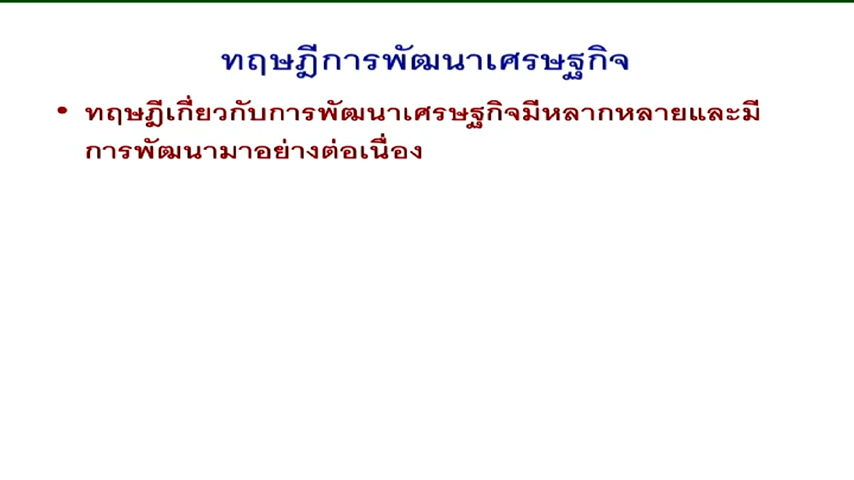 ทฤษฎีการพัฒนาเศรษฐกิจ
• ทฤษฎีเกี่ยวกับการพัฒนาเศรษฐกิจมีหลากหลายและมี
การพัฒนามาอย่างต่อเนื่อง